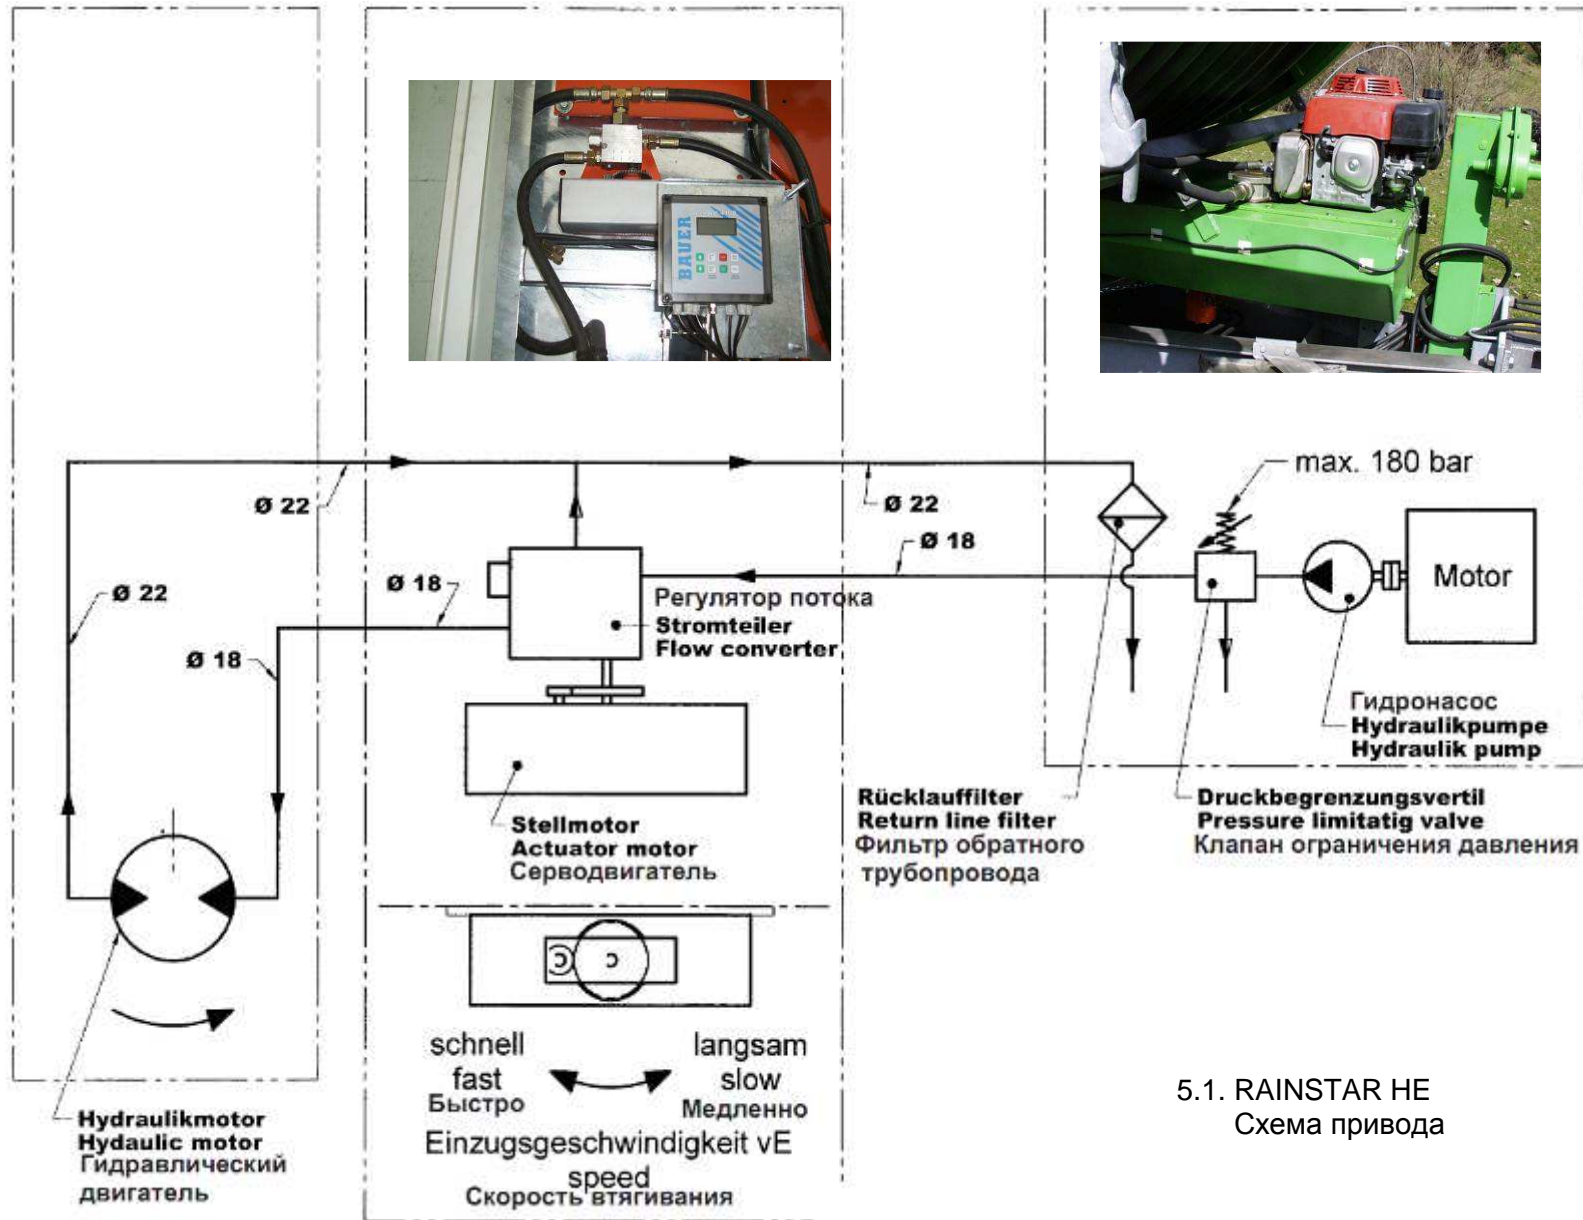 BAUER
max. 180 bar
Motor
Ø 22
Ø 22
Ø 22
Ø 18
Ø 18
Ø 18
Регулятор потока
Stromteiler
Flow converter
Гидронасос
Hydraulikpumpe
Hydraulik pump
Stellmotor
Actuator motor
Серводвигатель
Rücklauffilter
Return line filter
Фильтр обратного
трубопровода
Druckbegrenzungsvertil
Pressure limitatig valve
Клапан ограничения давления
schnell
fast
Быстро
langsam
slow
Медленно
Einzugsgeschwindigkeit vE
speed
Скорость втягивания
Hydraulikmotor
Hydaulic motor
Гидравлический
двигатель
5.1. RAINSTAR HE
Схема привода